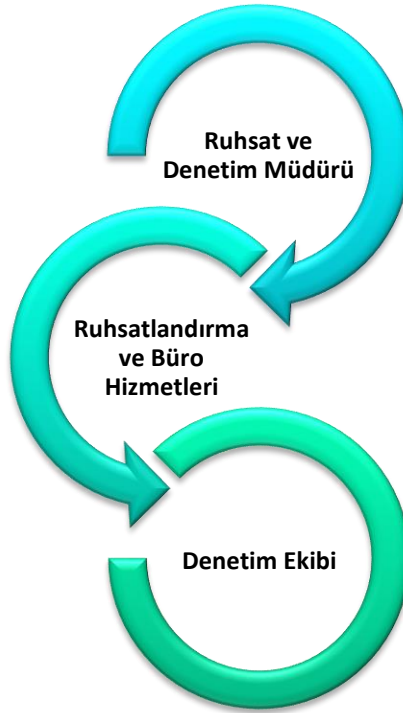 Ruhsat ve
Denetim Müdürü
Ruhsatlandırma
ve Büro
Hizmetleri
Denetim Ekibi